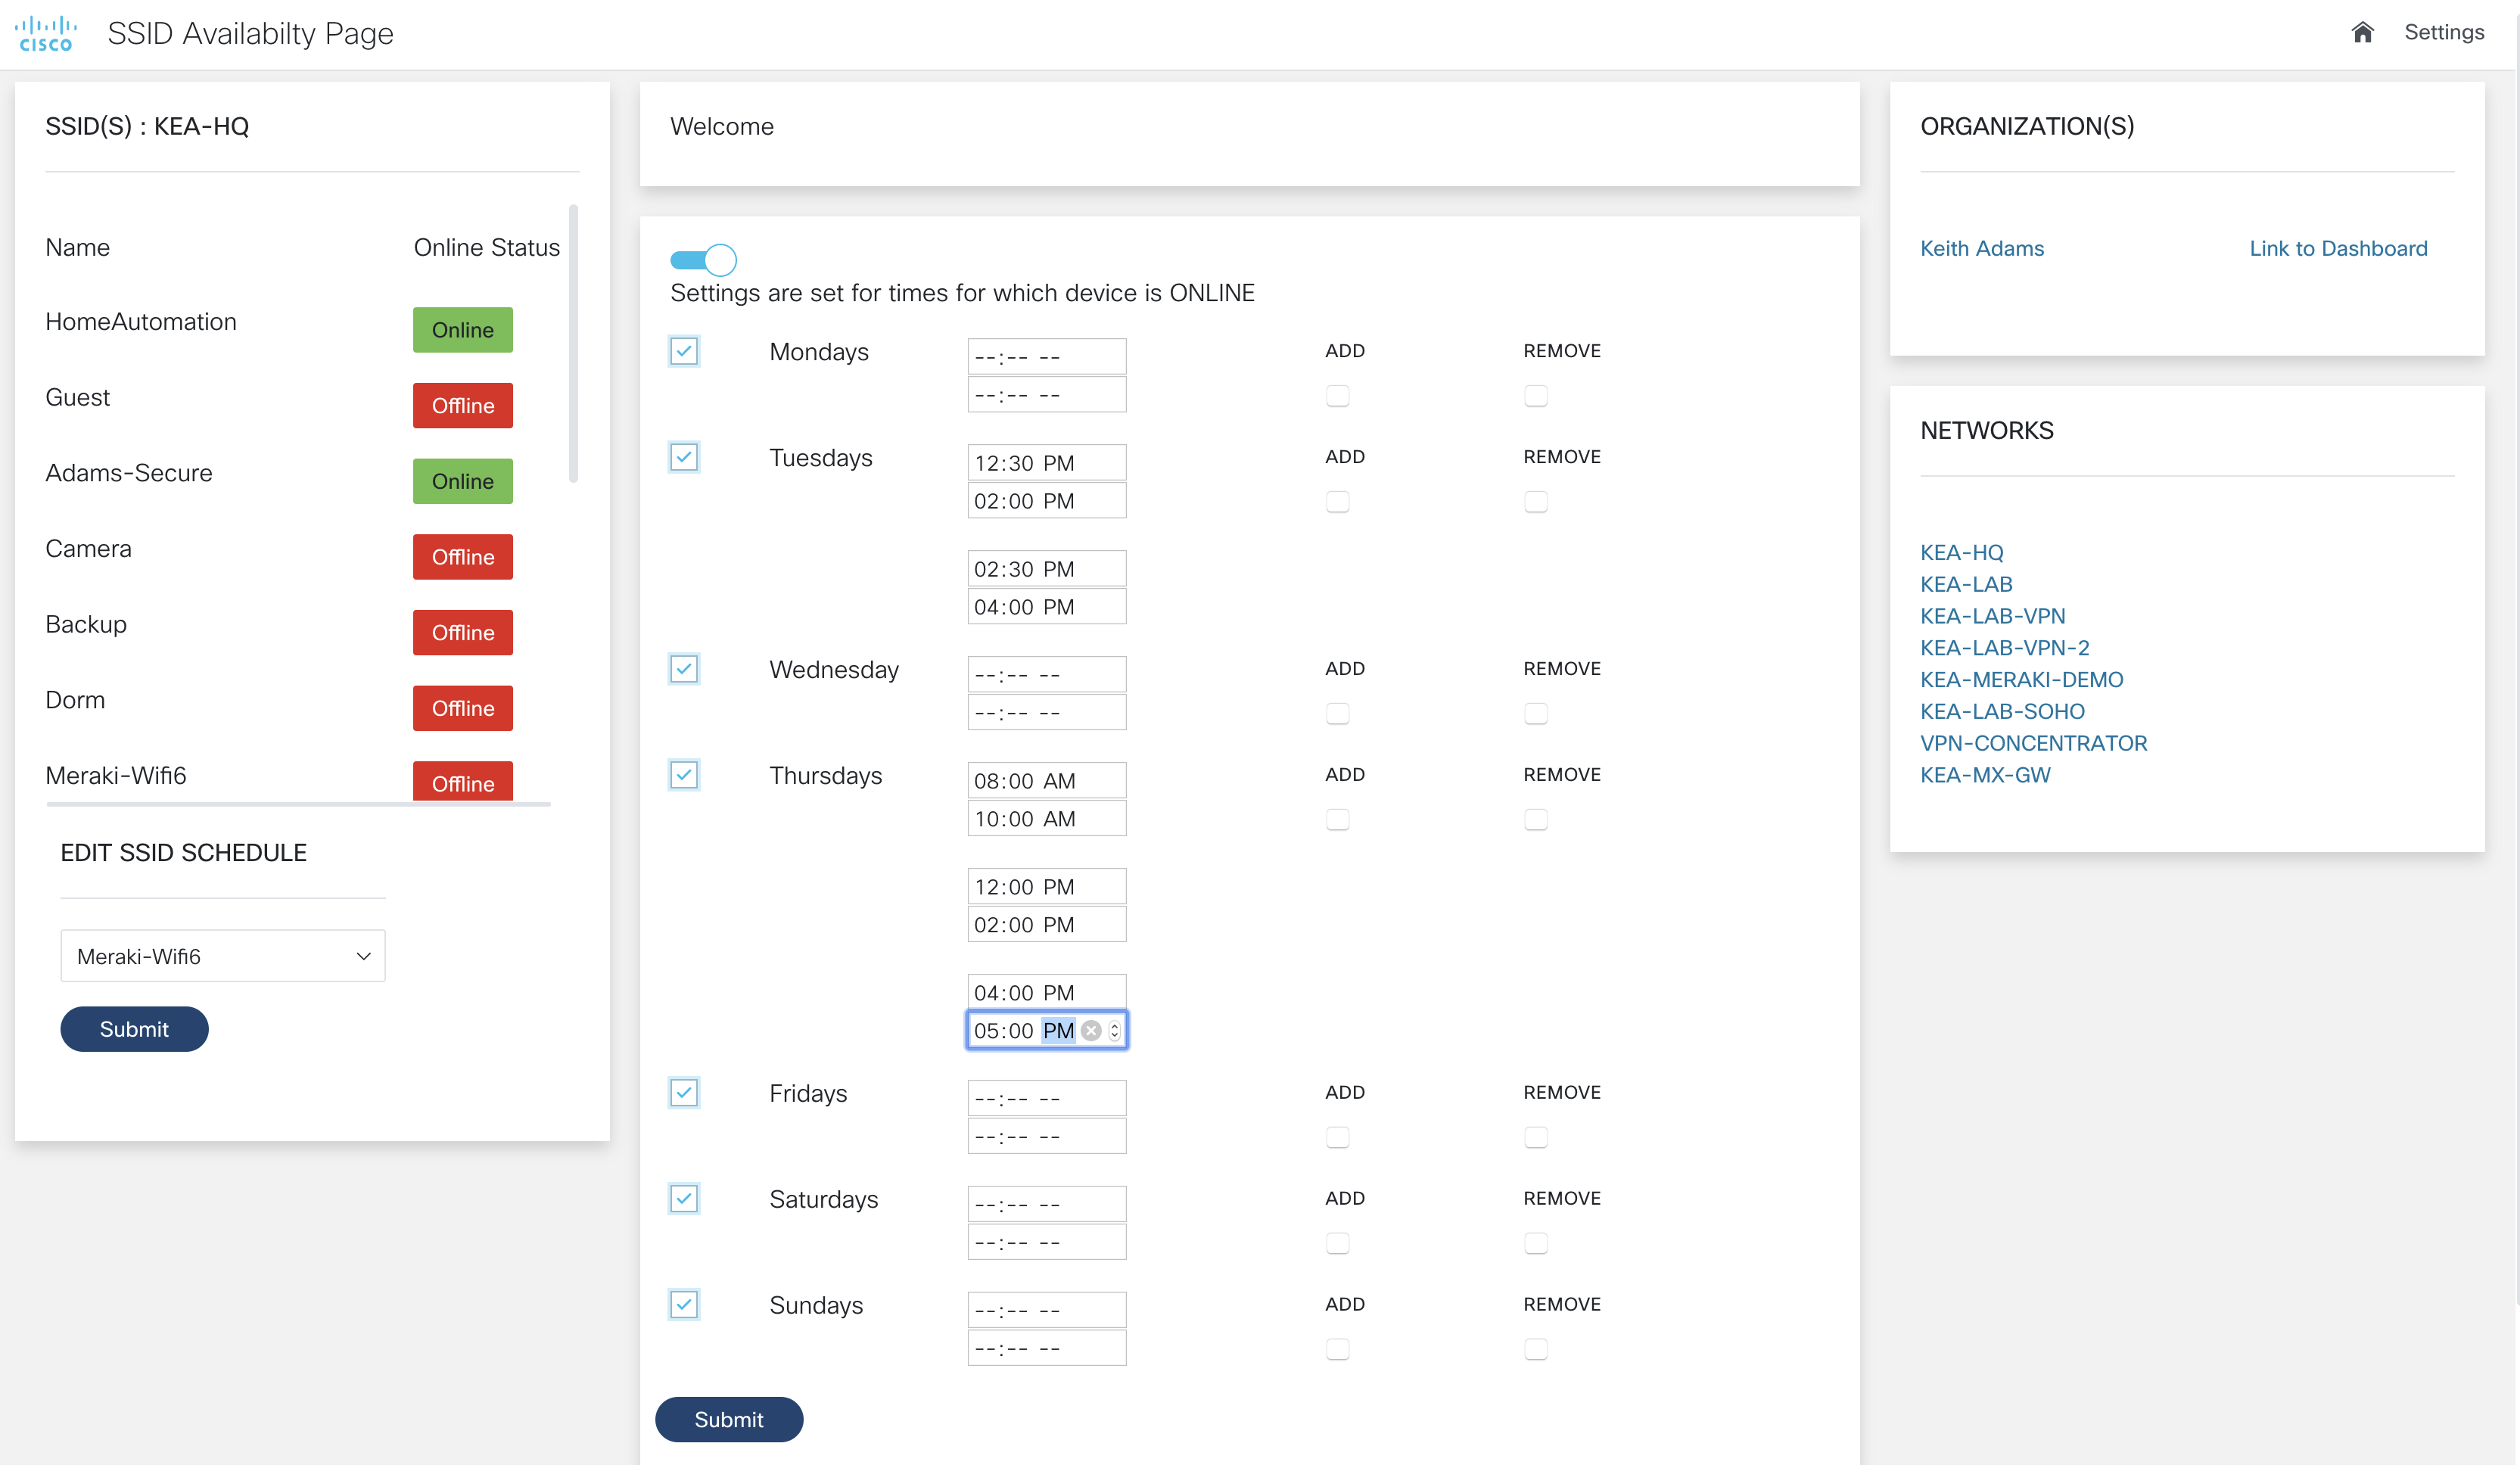 CISCO
SSID Availabilty Page
Settings
SSID(S) : KEA-HQ
Name Online Status
HomeAutomation Online
Guest Offline
Adams-Secure Online
Camera Offline
Backup Offline
Dorm Offline
Meraki-Wifi6 Offline
EDIT SSID SCHEDULE
Meraki-Wifi6
Submit
Welcome
Settings are set for times for which device is ONLINE
Mondays --:-- -- ADD REMOVE
--:-- --
Tuesdays 12:30 PM ADD REMOVE
02:00 PM
02:30 PM
04:00 PM
Wednesday --:-- -- ADD REMOVE
--:-- --
Thursdays 08:00 AM ADD REMOVE
10:00 AM
12:00 PM
02:00 PM
04:00 PM
05:00 PM
Fridays --:-- -- ADD REMOVE
--:-- --
Saturdays --:-- -- ADD REMOVE
--:-- --
Sundays --:-- -- ADD REMOVE
--:-- --
Submit
ORGANIZATION(S)
Keith Adams Link to Dashboard
NETWORKS
KEA-HQ
KEA-LAB
KEA-LAB-VPN
KEA-LAB-VPN-2
KEA-MERAKI-DEMO
KEA-LAB-SOHO
VPN-CONCENTRATOR
KEA-MX-GW